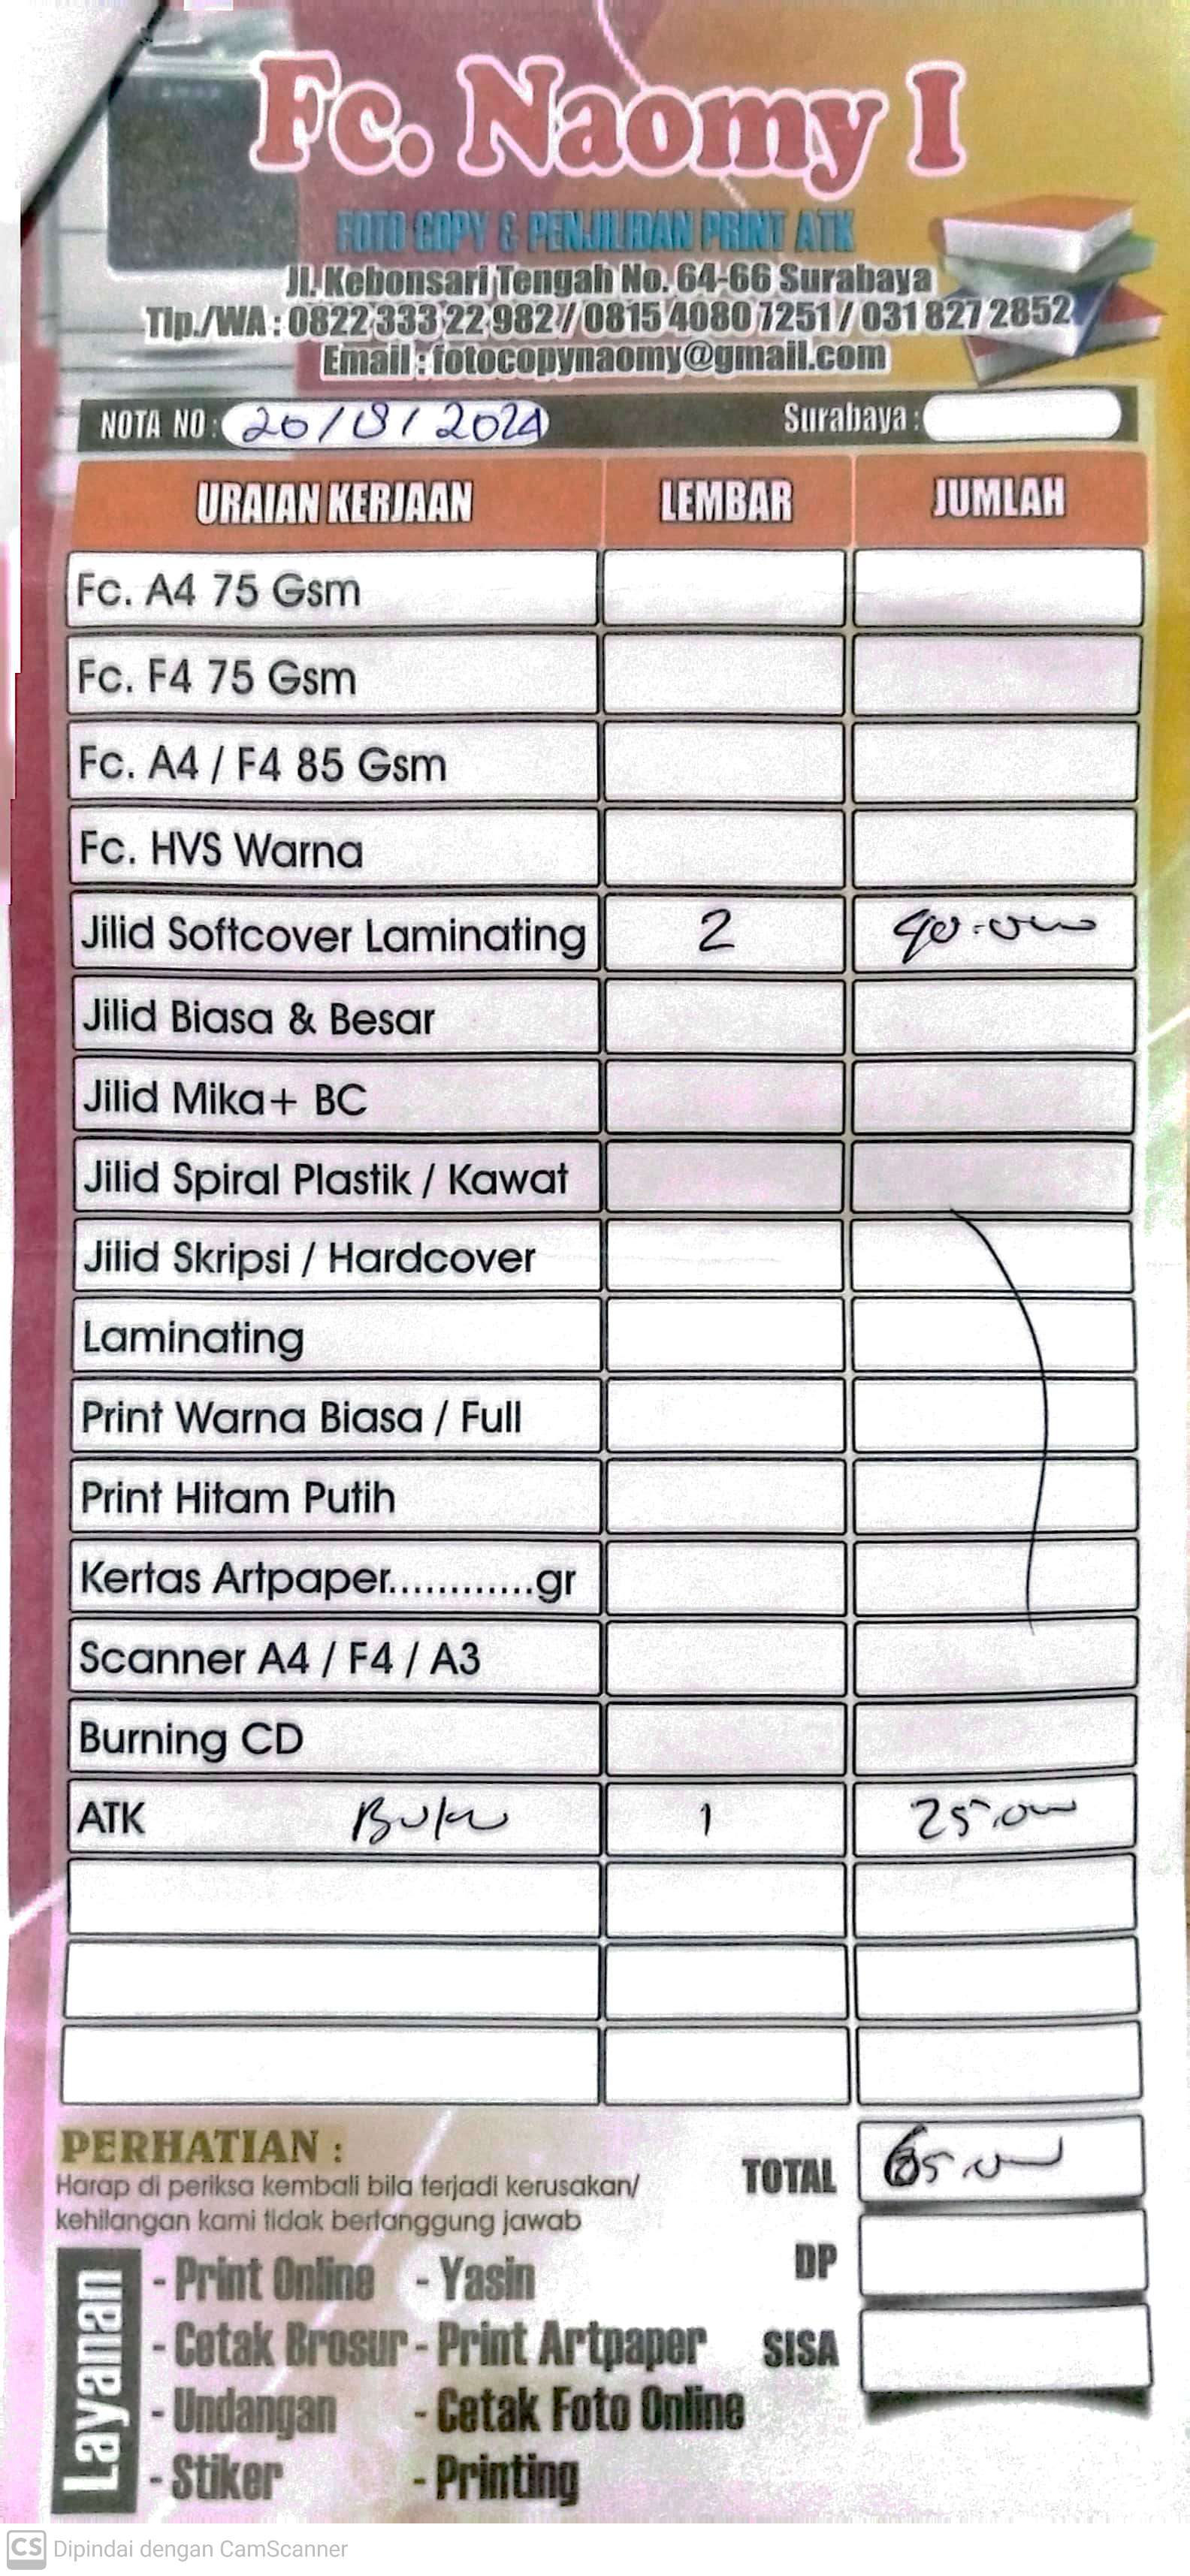 Fc. Naomy I
FOTO COPY & PENJILIDAN PRINT ATK
Jl. Kebonsari Tengah No. 64-66 Surabaya
Tlp./WA : 0822 333 22 982 / 0815 4080 7251 / 031 827 2852
Email : fotocopynaomy@gmail.com
NOTA NO : 20/8/2024 Surabaya :
URAIAN KERJAAN LEMBAR JUMLAH
Fc. A4 75 Gsm
Fc. F4 75 Gsm
Fc. A4 / F4 85 Gsm
Fc. HVS Warna
Jilid Softcover Laminating 2 40.000
Jilid Biasa & Besar
Jilid Mika+ BC
Jilid Spiral Plastik / Kawat
Jilid Skripsi / Hardcover
Laminating
Print Warna Biasa / Full
Print Hitam Putih
Kertas Artpaper............gr
Scanner A4 / F4 / A3
Burning CD
ATK Buku 1 25.000
PERHATIAN :
Harap di periksa kembali bila terjadi kerusakan/
kehilangan kami tidak bertanggung jawab
TOTAL 65.000
DP
SISA
Layanan
- Print Online - Yasin
- Cetak Brosur - Print Artpaper
- Undangan - Cetak Foto Online
- Stiker - Printing
CS Dipindai dengan CamScanner